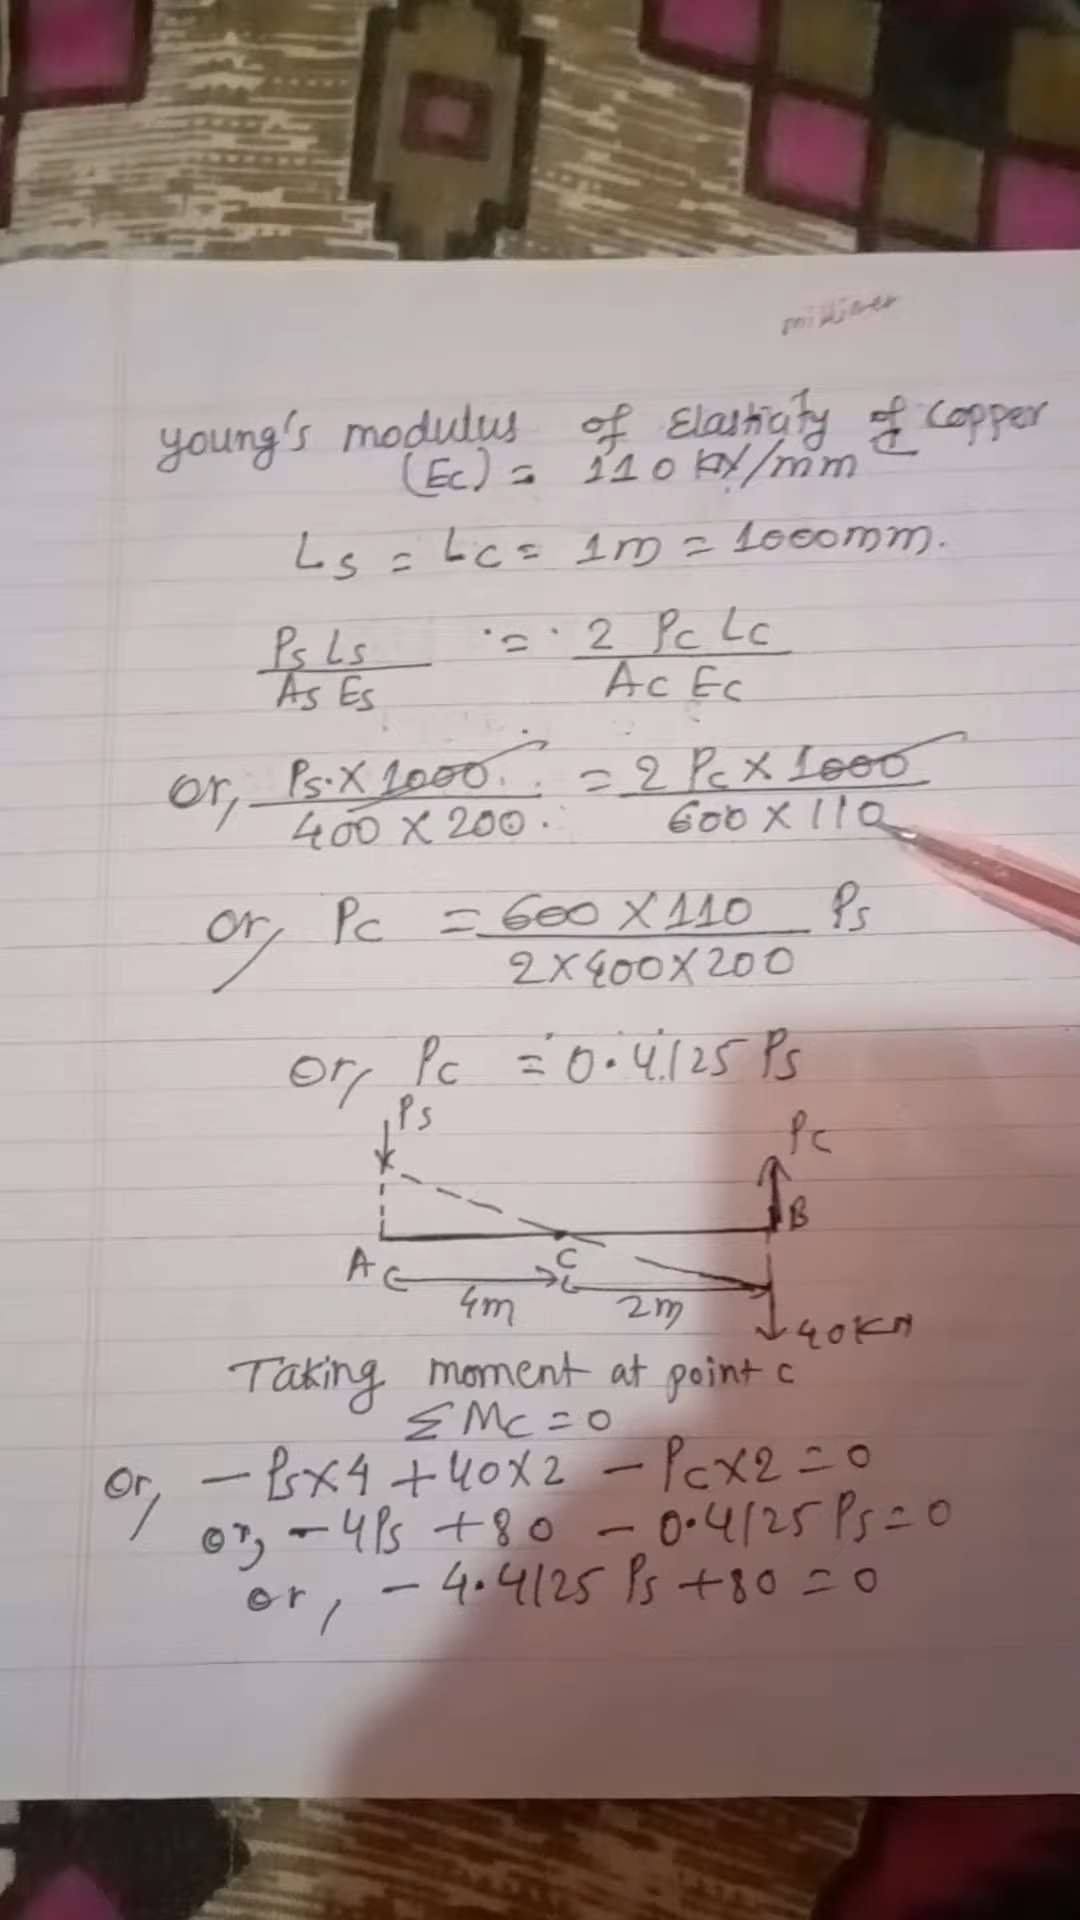 young's modulus of Elasticity of Copper
(Ec) = 110 KN/mm
Ls = Lc = 1m = 1000mm.
Ps Ls / As Es = 2 Pc Lc / Ac Ec
or, Ps × 1000 / 400 × 200 = 2 Pc × 1000 / 600 × 110
or, Pc = 600 × 110 / 2×400×200 Ps
or, Pc = 0.4125 Ps
Ps
Pc
B
A
C
4m
2m
40KN
Taking moment at point c
ΣMc = 0
or, - Ps×4 + 40×2 - Pc×2 = 0
or, - 4Ps + 80 - 0.4125 Ps = 0
or, - 4.4125 Ps + 80 = 0